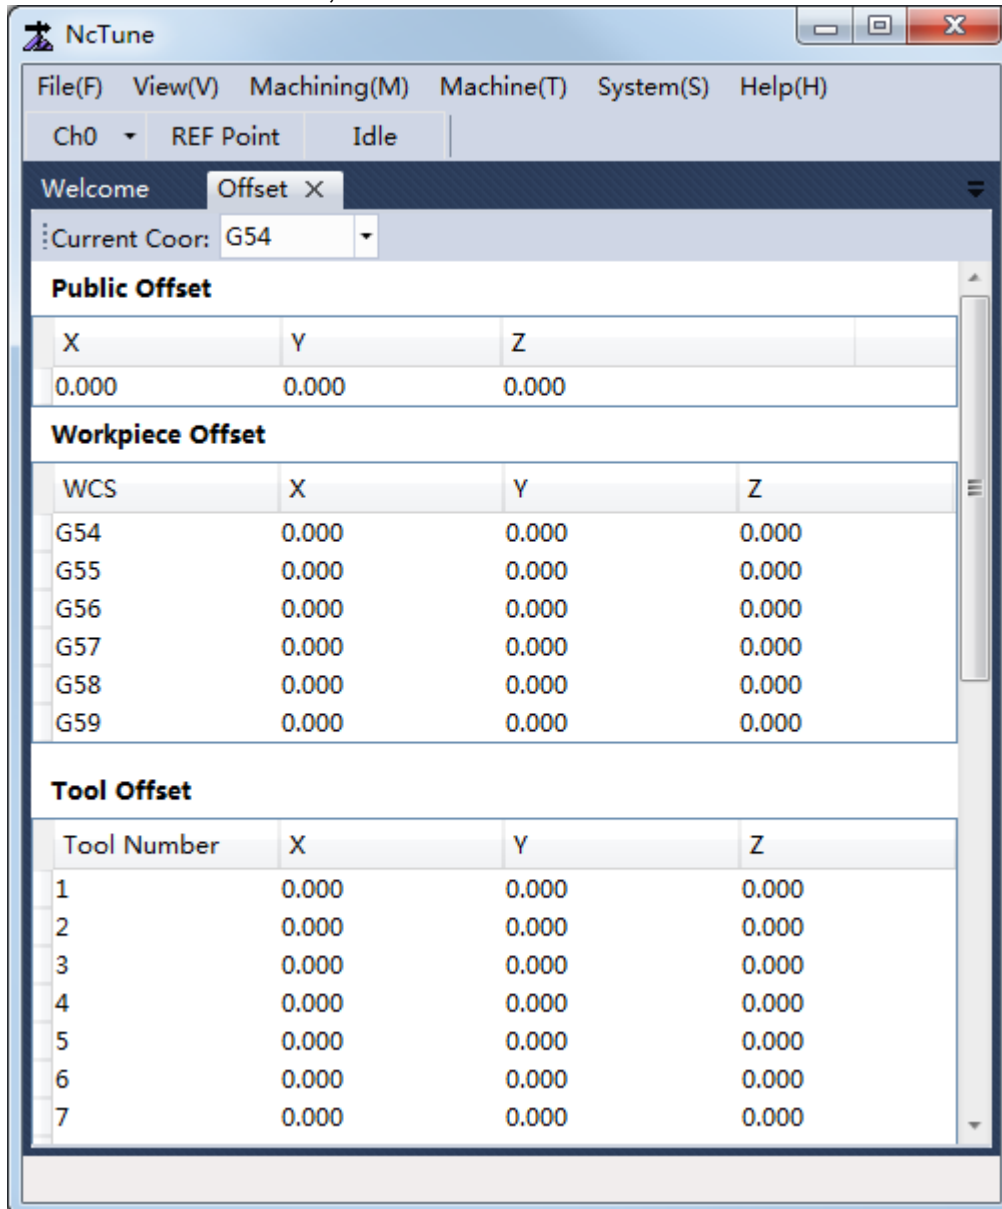 NcTune
File(F) View(V) Machining(M) Machine(T) System(S) Help(H)
Ch0 REF Point Idle
Welcome Offset
Current Coor: G54
Public Offset
X Y Z
0.000 0.000 0.000
Workpiece Offset
WCS X Y Z
G54 0.000 0.000 0.000
G55 0.000 0.000 0.000
G56 0.000 0.000 0.000
G57 0.000 0.000 0.000
G58 0.000 0.000 0.000
G59 0.000 0.000 0.000
Tool Offset
Tool Number X Y Z
1 0.000 0.000 0.000
2 0.000 0.000 0.000
3 0.000 0.000 0.000
4 0.000 0.000 0.000
5 0.000 0.000 0.000
6 0.000 0.000 0.000
7 0.000 0.000 0.000